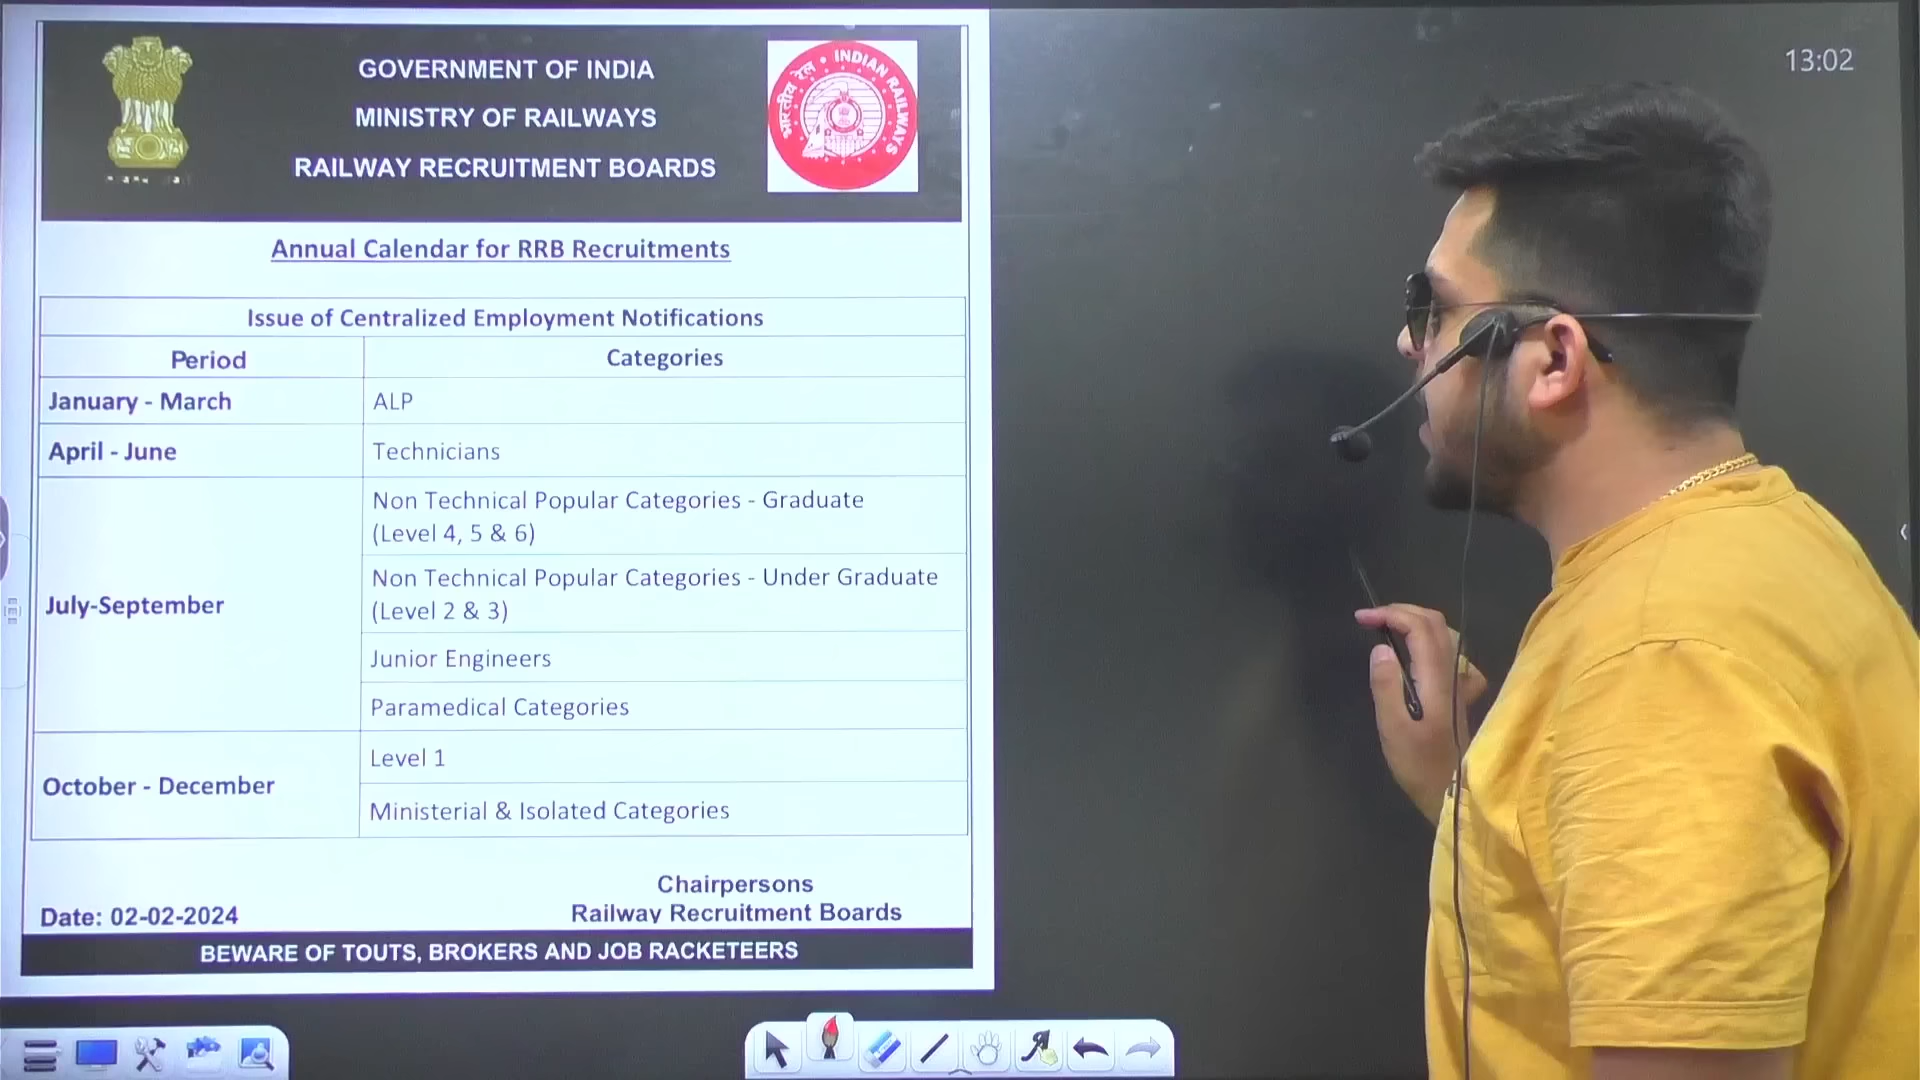 GOVERNMENT OF INDIA
MINISTRY OF RAILWAYS
RAILWAY RECRUITMENT BOARDS
भारतीय रेल • INDIAN RAILWAYS
13:02
Annual Calendar for RRB Recruitments
Issue of Centralized Employment Notifications
Period Categories
January - March ALP
April - June Technicians
July-September
Non Technical Popular Categories - Graduate
(Level 4, 5 & 6)
Non Technical Popular Categories - Under Graduate
(Level 2 & 3)
Junior Engineers
Paramedical Categories
October - December
Level 1
Ministerial & Isolated Categories
Chairpersons
Date: 02-02-2024 Railway Recruitment Boards
BEWARE OF TOUTS, BROKERS AND JOB RACKETEERS